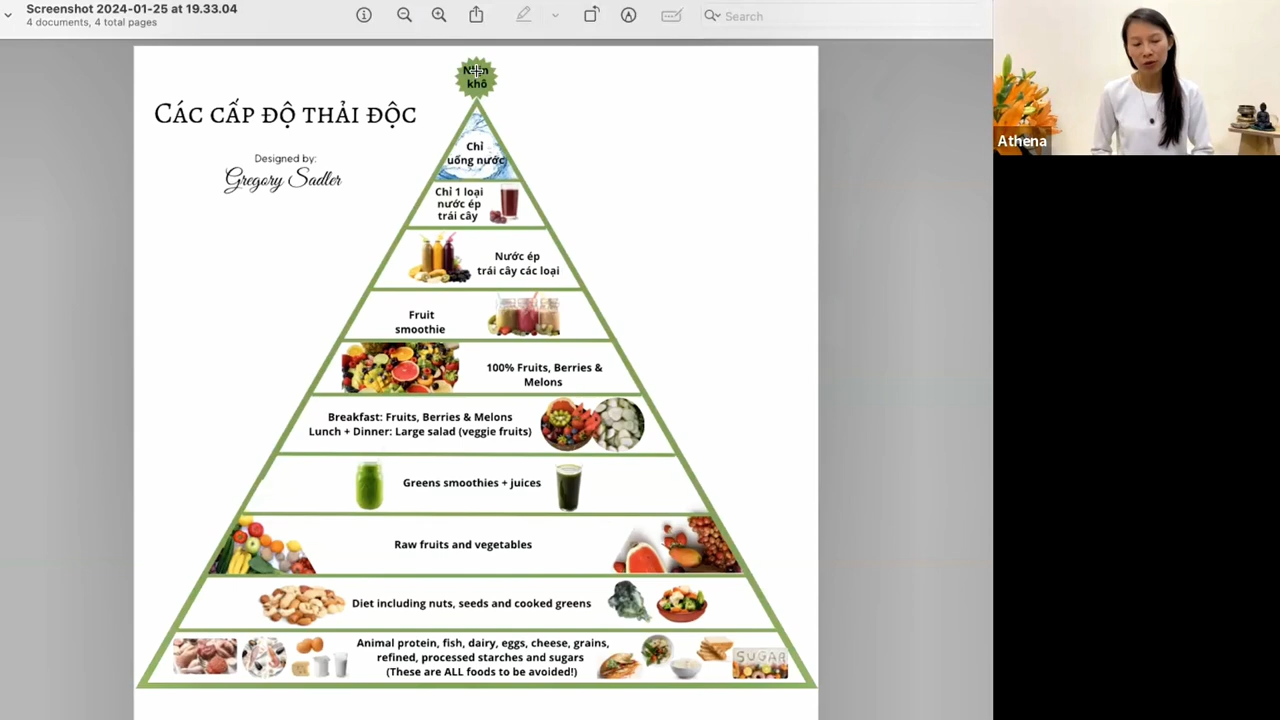 Screenshot 2024-01-25 at 19.33.04
4 documents, 4 total pages
Search
khô
CÁC CẤP ĐỘ THẢI ĐỘC
Designed by:
Gregory Sadler
Chỉ
uống nước
Chỉ 1 loại
nước ép
trái cây
Nước ép
trái cây các loại
Fruit
smoothie
100% Fruits, Berries &
Melons
Breakfast: Fruits, Berries & Melons
Lunch + Dinner: Large salad (veggie fruits)
Greens smoothies + juices
Raw fruits and vegetables
Diet including nuts, seeds and cooked greens
Animal protein, fish, dairy, eggs, cheese, grains,
refined, processed starches and sugars
(These are ALL foods to be avoided!)
SUGAR
Athena